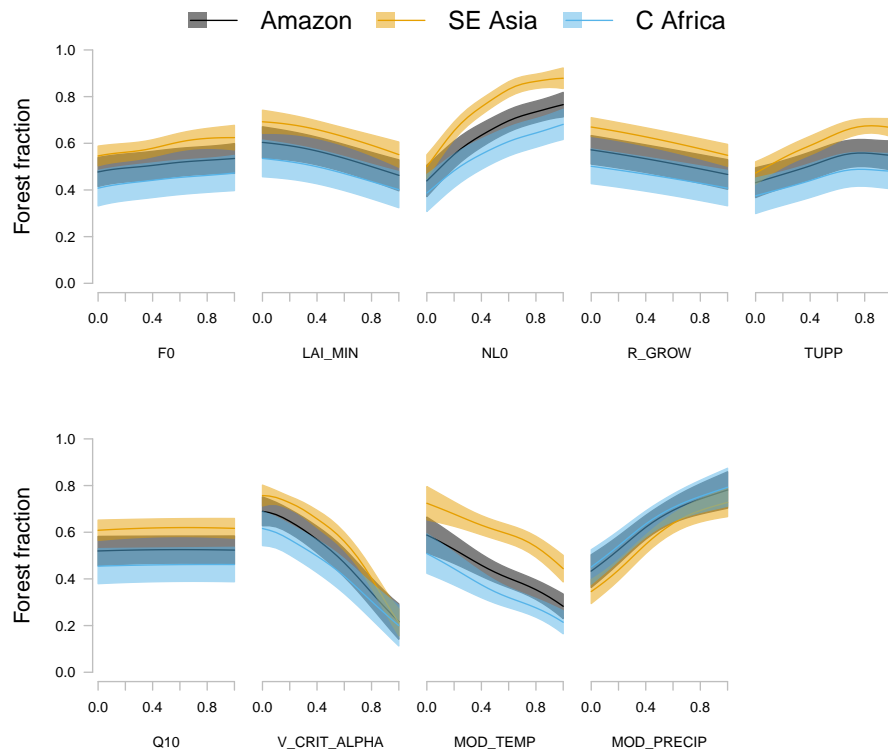 Amazon SE Asia C Africa
Forest fraction
1.0
0.8
0.6
0.4
0.2
0.0
0.0 0.4 0.8 0.0 0.4 0.8 0.0 0.4 0.8 0.0 0.4 0.8 0.0 0.4 0.8
F0 LAI_MIN NL0 R_GROW TUPP
Forest fraction
1.0
0.8
0.6
0.4
0.2
0.0
0.0 0.4 0.8 0.0 0.4 0.8 0.0 0.4 0.8 0.0 0.4 0.8
Q10 V_CRIT_ALPHA MOD_TEMP MOD_PRECIP